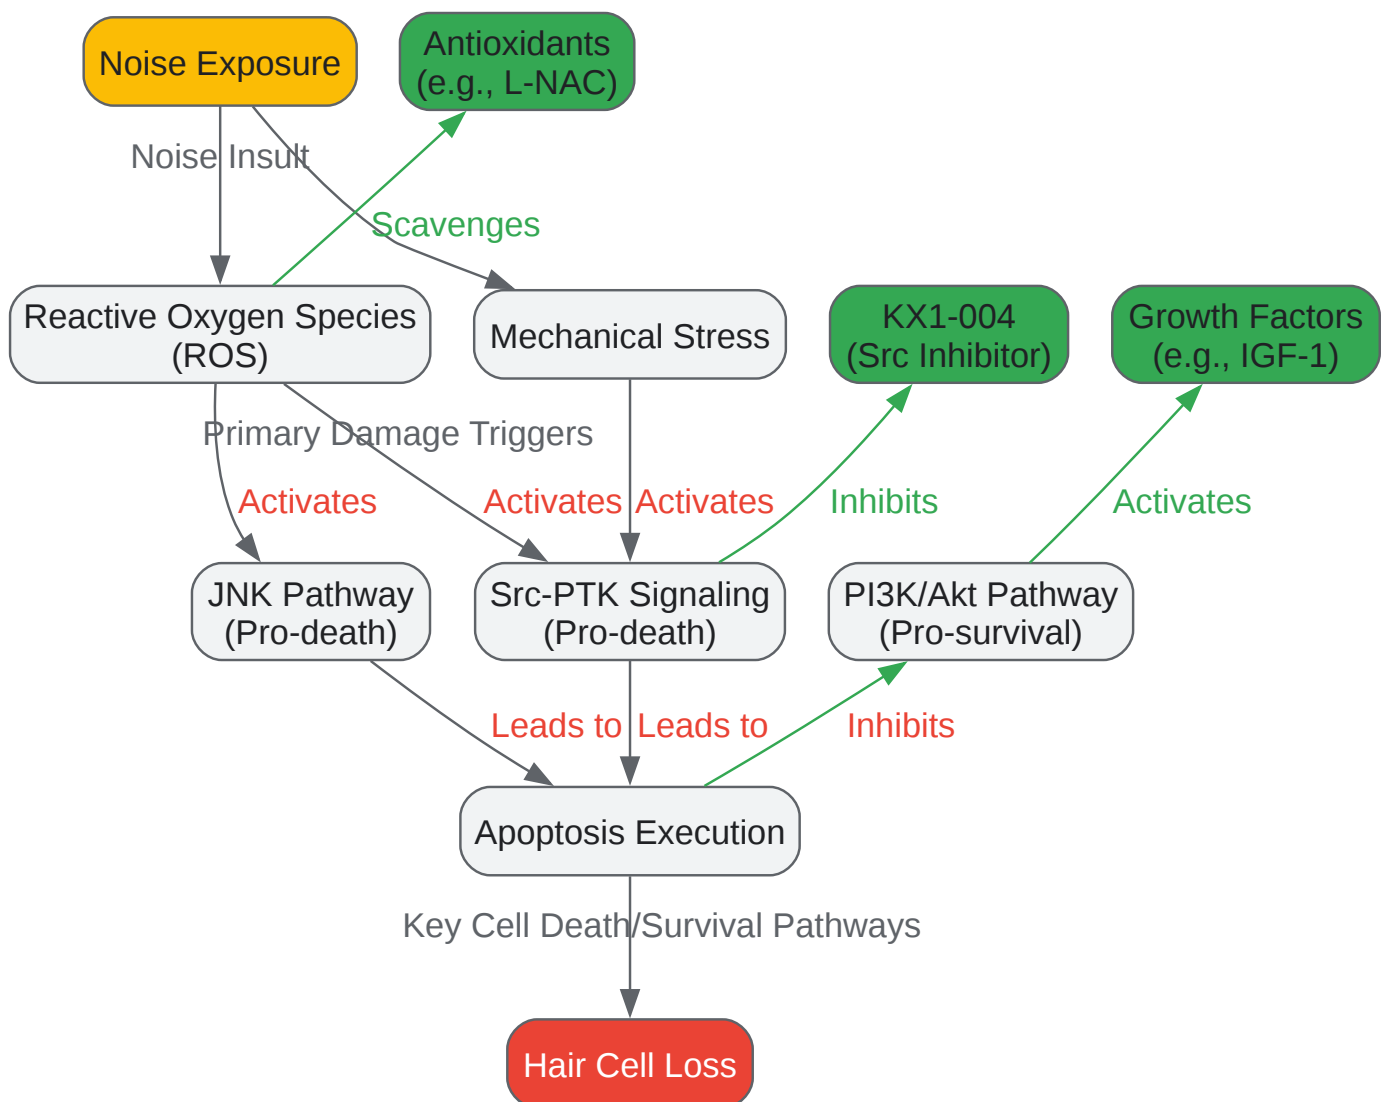 Noise Exposure
Antioxidants
(e.g., L-NAC)
Noise Insult
Scavenges
Reactive Oxygen Species
(ROS)
Mechanical Stress
KX1-004
(Src Inhibitor)
Growth Factors
(e.g., IGF-1)
Primary Damage Triggers
Activates
Activates
Activates
Inhibits
Activates
JNK Pathway
(Pro-death)
Src-PTK Signaling
(Pro-death)
PI3K/Akt Pathway
(Pro-survival)
Leads to
Leads to
Inhibits
Apoptosis Execution
Key Cell Death/Survival Pathways
Hair Cell Loss